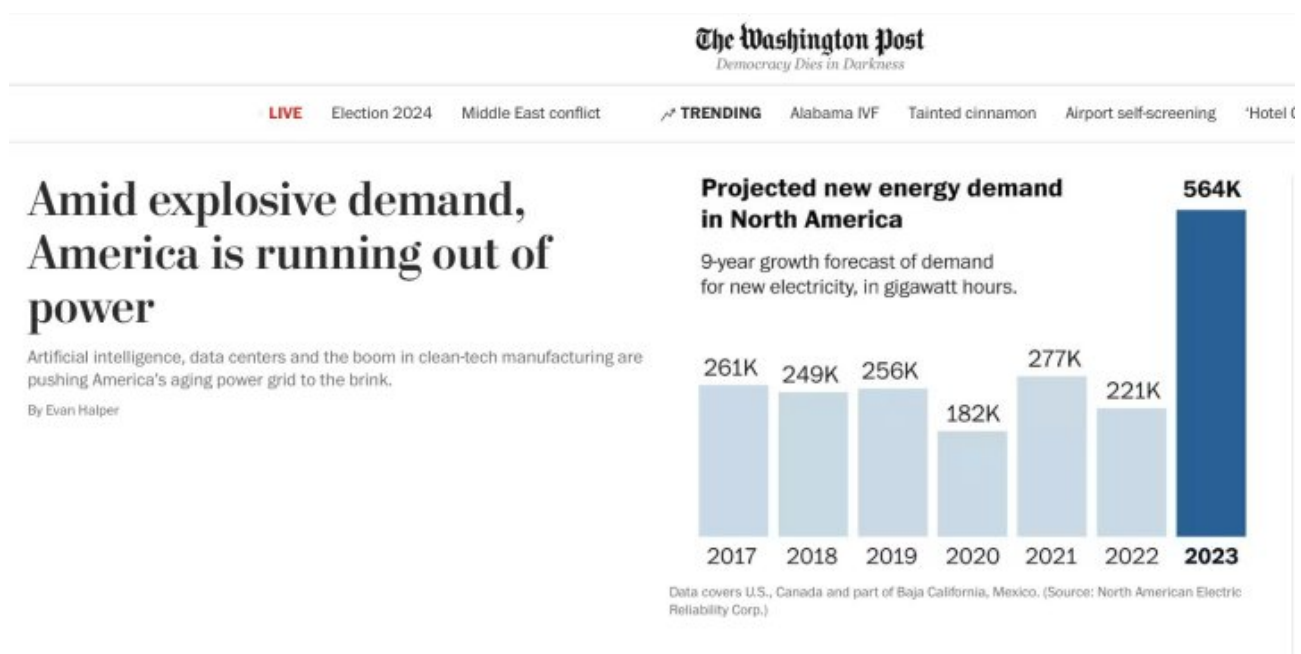 The Washington Post
Democracy Dies in Darkness
LIVE Election 2024 Middle East conflict TRENDING Alabama IVF Tainted cinnamon Airport self-screening ‘Hotel
Amid explosive demand,
America is running out of
power
Artificial intelligence, data centers and the boom in clean-tech manufacturing are
pushing America's aging power grid to the brink.
By Evan Halper
Projected new energy demand
in North America
9-year growth forecast of demand
for new electricity, in gigawatt hours.
261K 249K 256K 182K 277K 221K 564K
2017 2018 2019 2020 2021 2022 2023
Data covers U.S., Canada and part of Baja California, Mexico. (Source: North American Electric
Reliability Corp.)